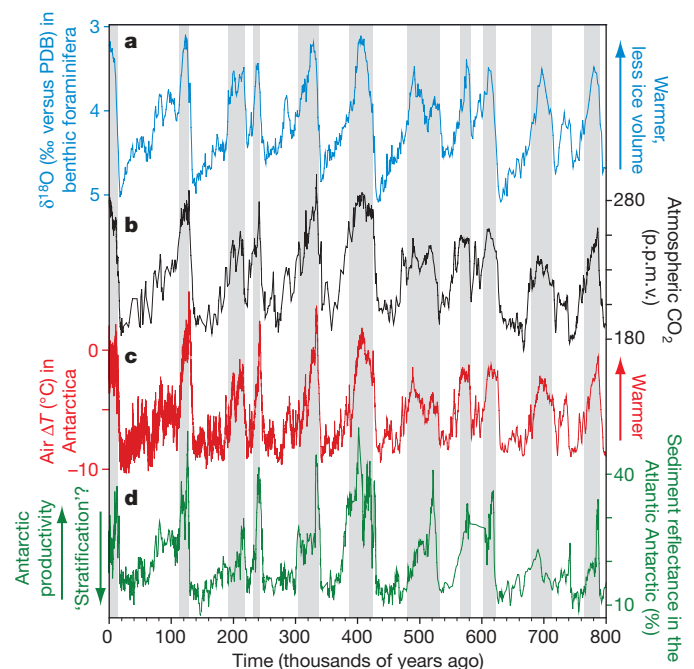 3
4
5
δ¹⁸O (‰ versus PDB) in
benthic foraminifera
a
Warmer,
less ice volume
b
280
180
Atmospheric CO₂
(p.p.m.v.)
0
–10
Air ΔT (°C) in
Antarctica
c
Warmer
d
Antarctic
productivity
'Stratification'?
40
10
Sediment reflectance in the
Atlantic Antarctic (%)
0 100 200 300 400 500 600 700 800
Time (thousands of years ago)